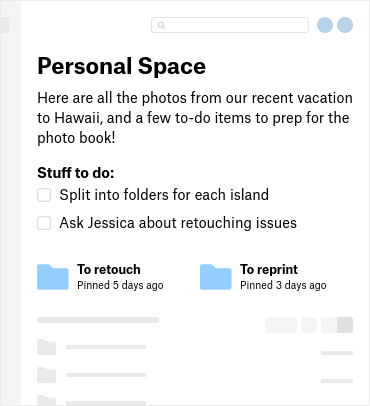 Personal Space
Here are all the photos from our recent vacation
to Hawaii, and a few to-do items to prep for the
photo book!
Stuff to do:
Split into folders for each island
Ask Jessica about retouching issues
To retouch
Pinned 5 days ago
To reprint
Pinned 3 days ago